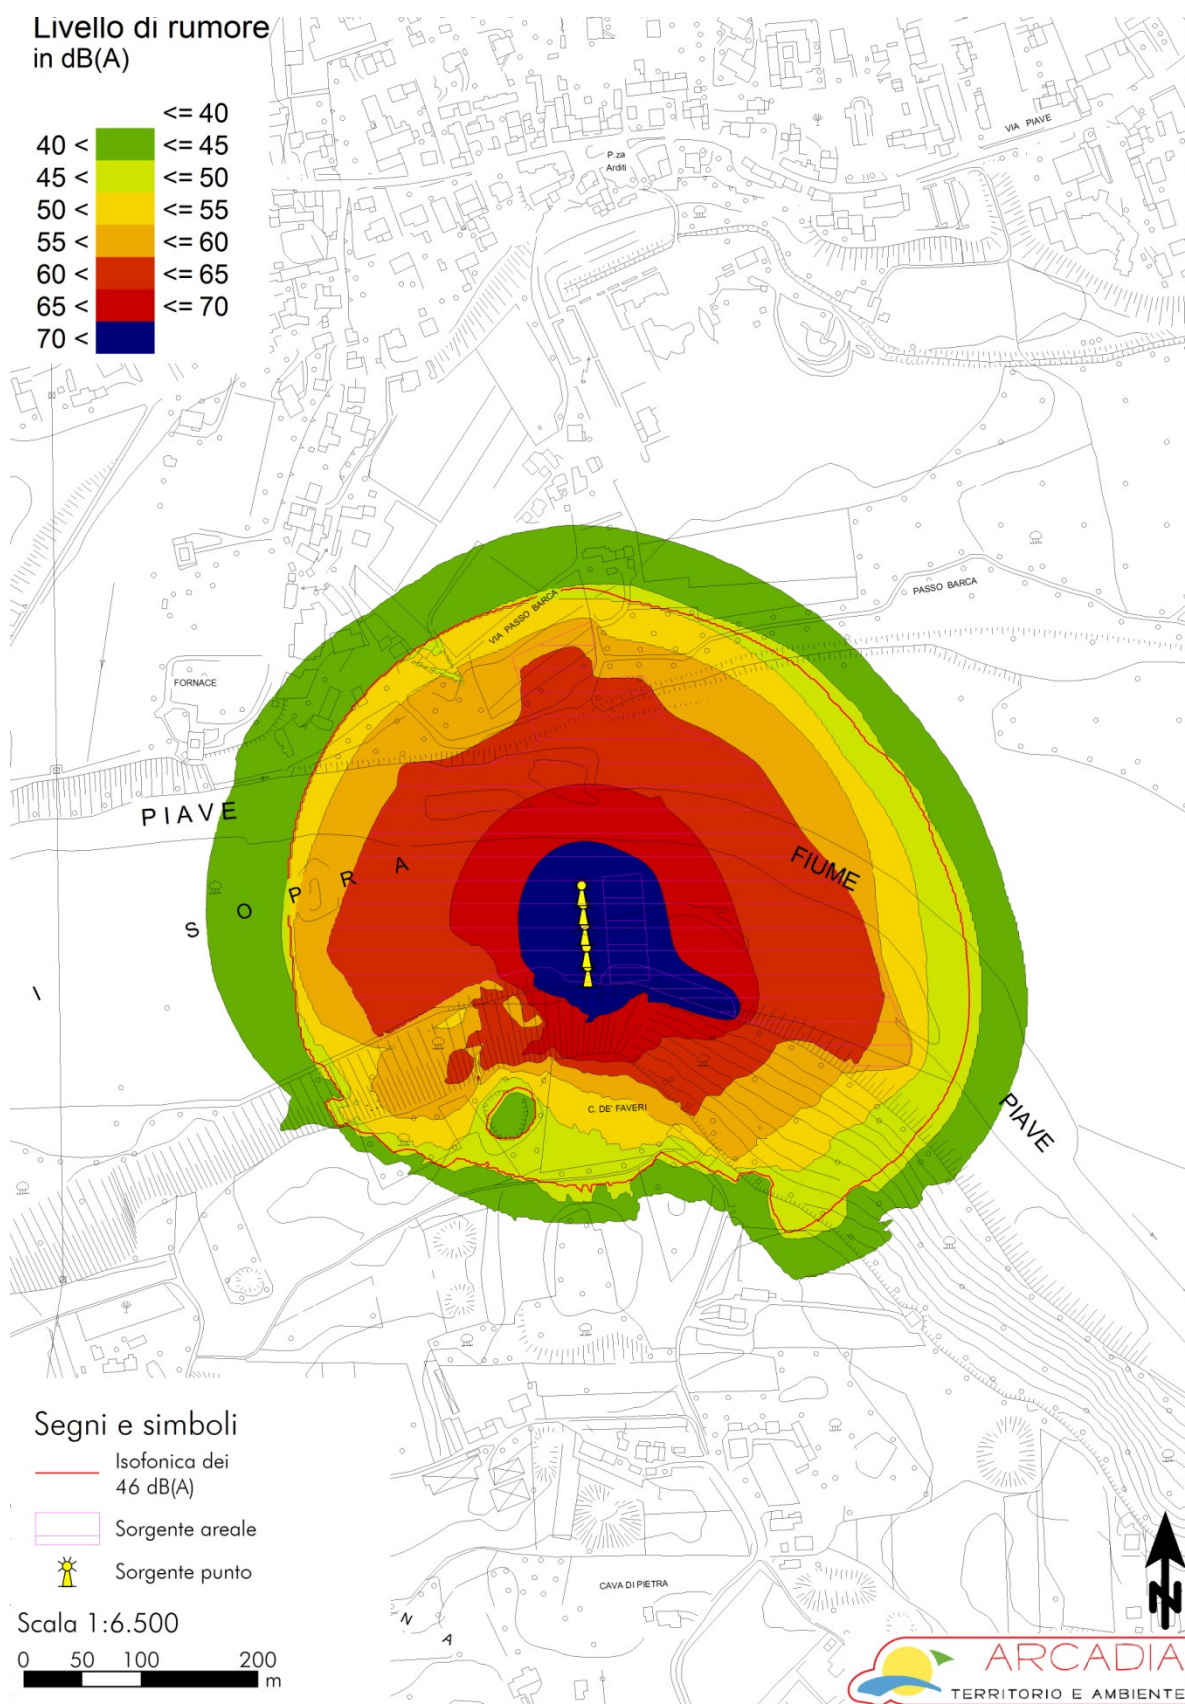 Livello di rumore
in dB(A)
<= 40
40 < <= 45
45 < <= 50
50 < <= 55
55 < <= 60
60 < <= 65
65 < <= 70
70 <
VIA PIAVE
P.za
Arditi
PASSO BARCA
VIA PASSO BARCA
FORNACE
PIAVE
FIUME
I SOPRA
C. DE' FAVERI
PIAVE
Segni e simboli
Isofonica dei
46 dB(A)
Sorgente areale
Sorgente punto
Scala 1:6.500
0 50 100 200
m
CAVA DI PIETRA
N A
N
ARCADIA
TERRITORIO E AMBIENTE